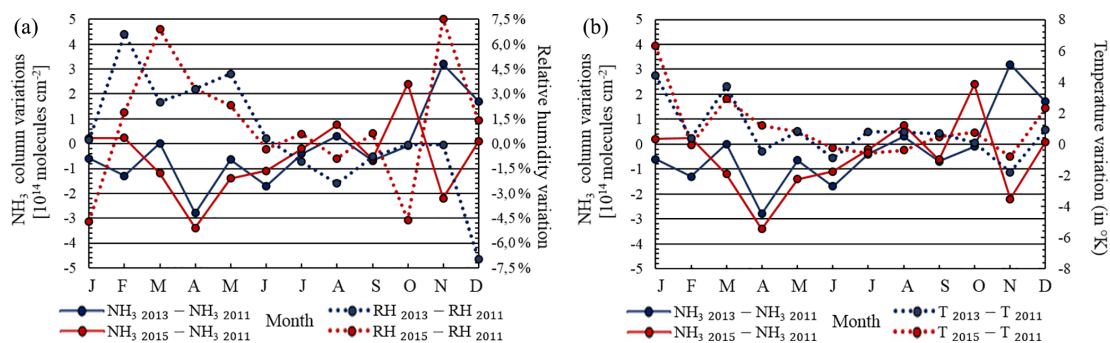 (a)
NH₃ column variations
[10¹⁴ molecules cm⁻²]
5
4
3
2
1
0
-1
-2
-3
-4
-5
7,5 %
6,0 %
4,5 %
3,0 %
1,5 %
0,0 %
-1,5 %
-3,0 %
-4,5 %
-6,0 %
-7,5 %
Relative humidity variation
J F M A M J J A S O N D
Month
NH₃ 2013 – NH₃ 2011
RH 2013 – RH 2011
NH₃ 2015 – NH₃ 2011
RH 2015 – RH 2011
(b)
NH₃ column variations
[10¹⁴ molecules cm⁻²]
5
4
3
2
1
0
-1
-2
-3
-4
-5
8
6
4
2
0
-2
-4
-6
-8
Temperature variation (in °K)
J F M A M J J A S O N D
Month
NH₃ 2013 – NH₃ 2011
T 2013 – T 2011
NH₃ 2015 – NH₃ 2011
T 2015 – T 2011